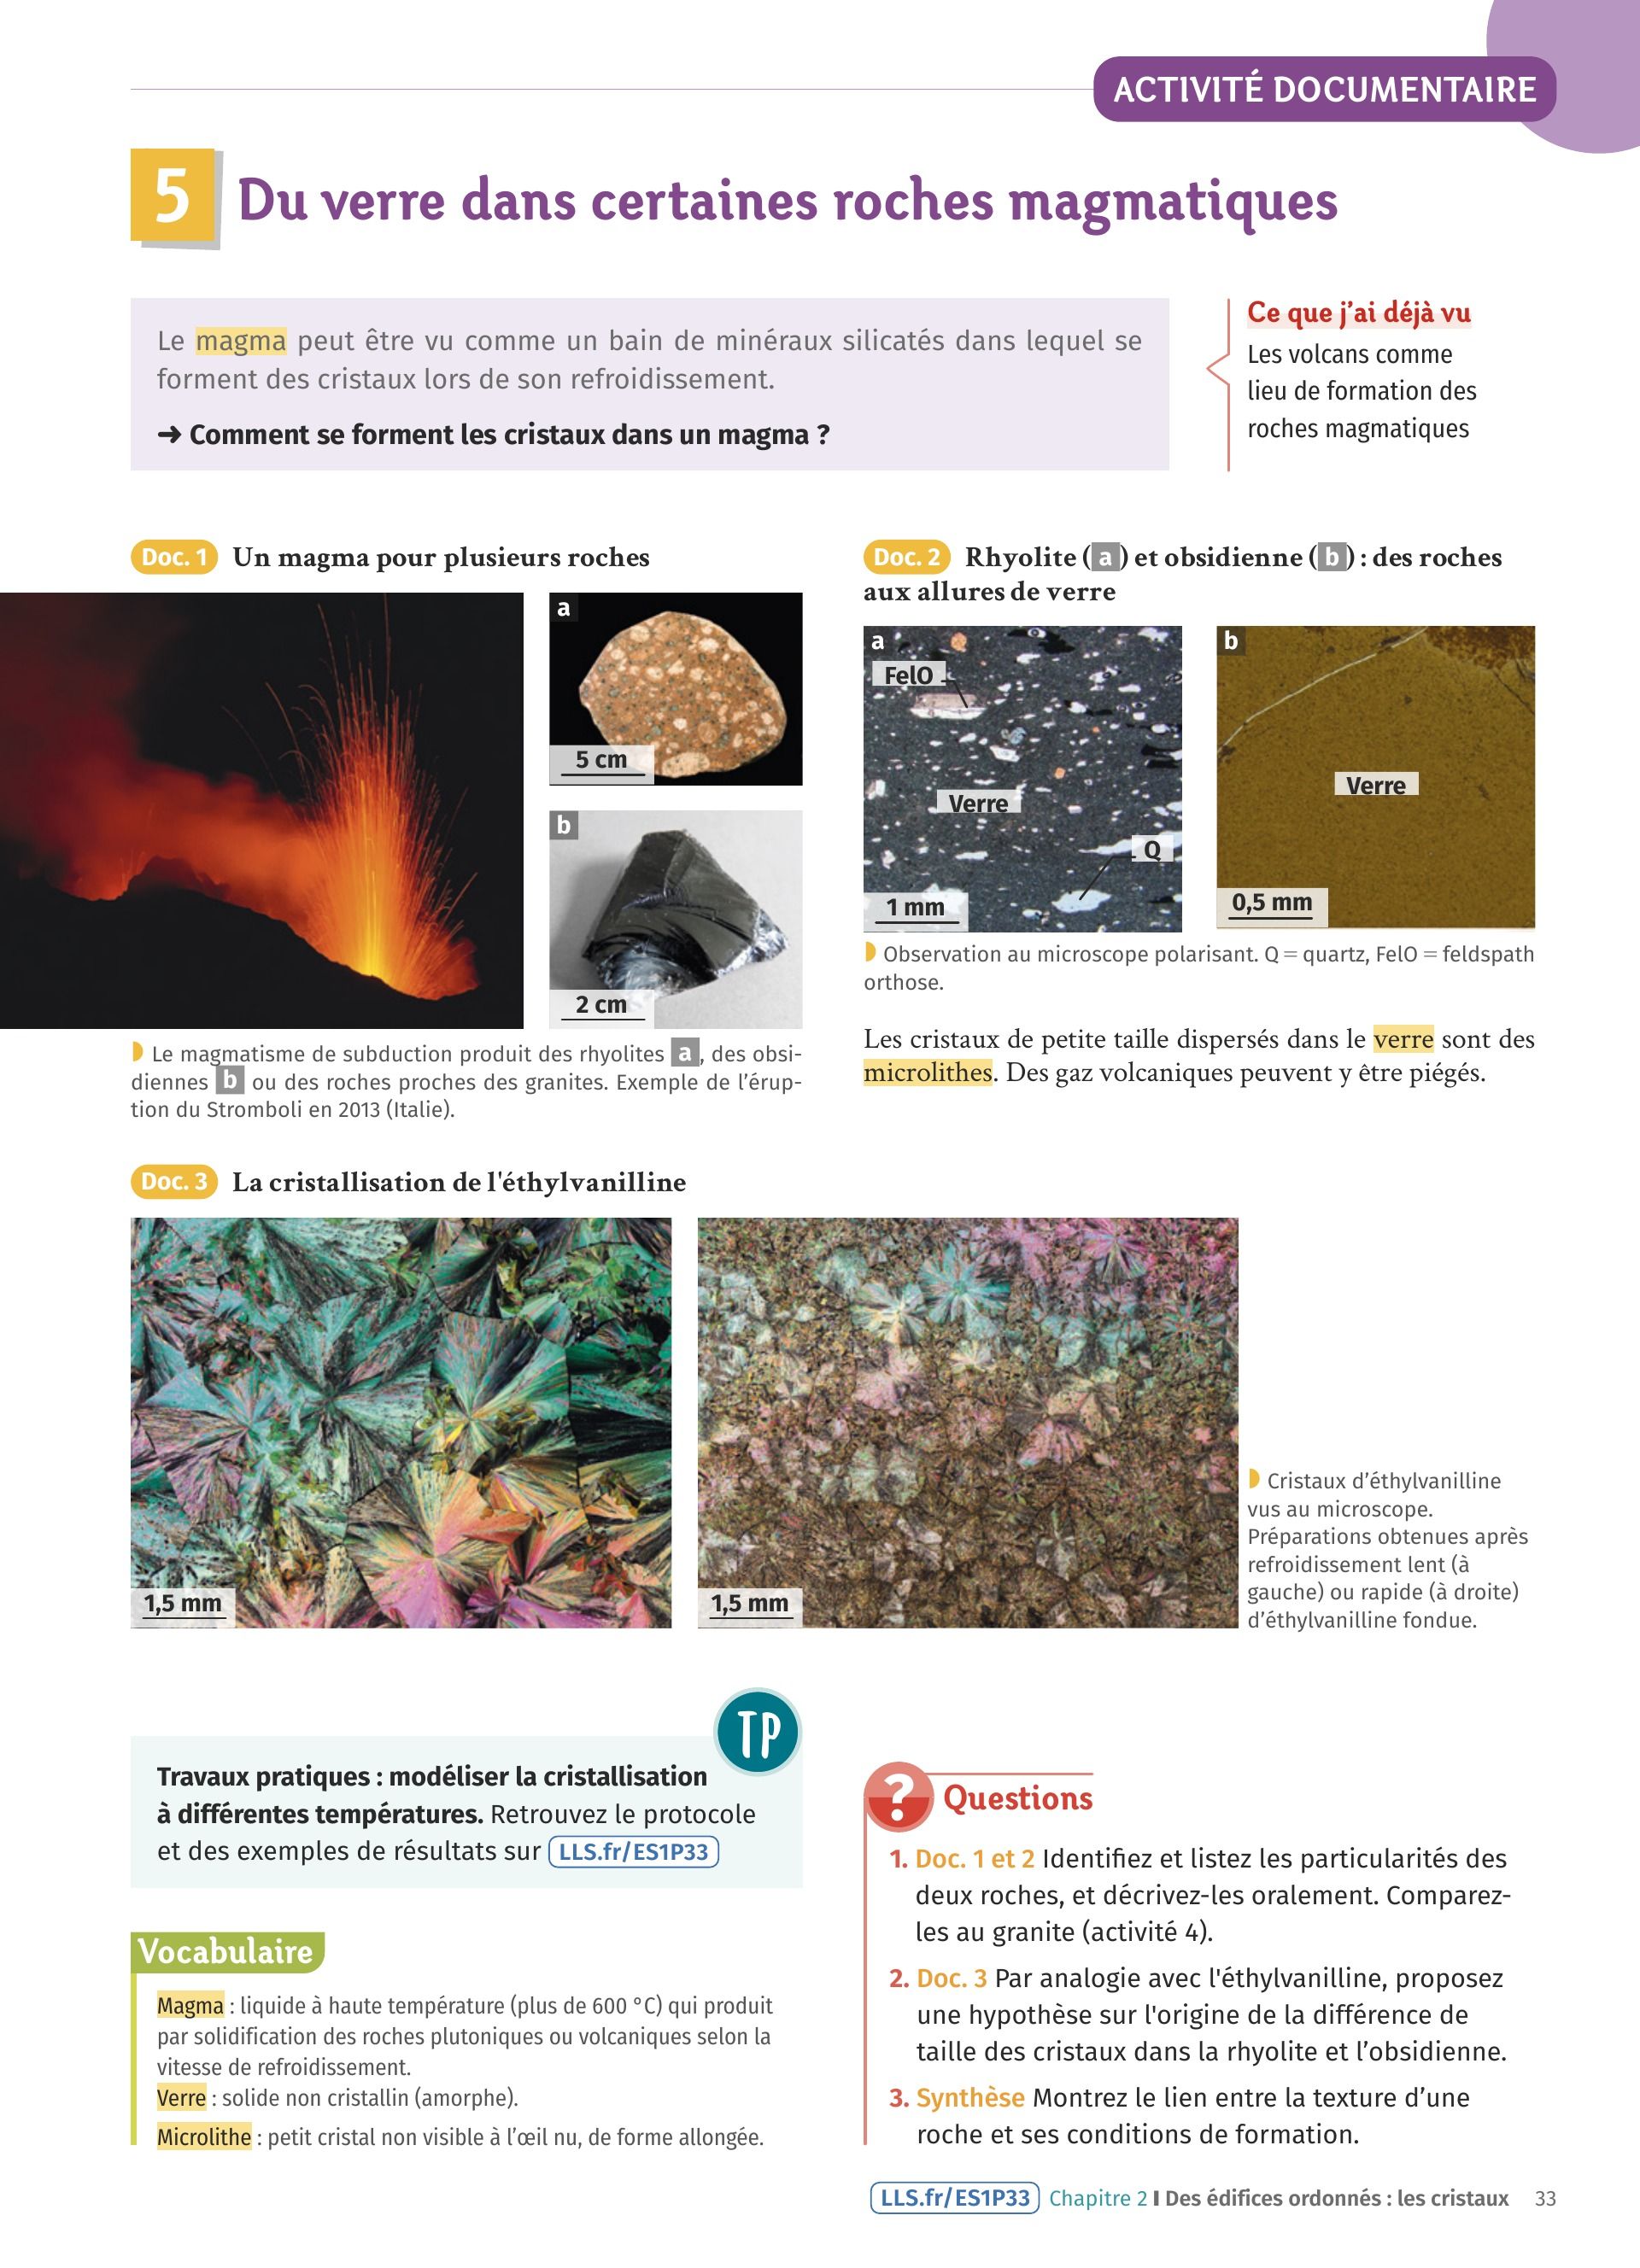 ACTIVITÉ DOCUMENTAIRE
5 Du verre dans certaines roches magmatiques
Le magma peut être vu comme un bain de minéraux silicatés dans lequel se
forment des cristaux lors de son refroidissement.
➜ Comment se forment les cristaux dans un magma ?
Ce que j’ai déjà vu
Les volcans comme
lieu de formation des
roches magmatiques
Doc. 1 Un magma pour plusieurs roches
a
5 cm
b
2 cm
Le magmatisme de subduction produit des rhyolites a, des obsi-
diennes b ou des roches proches des granites. Exemple de l’érup-
tion du Stromboli en 2013 (Italie).
Doc. 2 Rhyolite (a) et obsidienne (b) : des roches
aux allures de verre
a
FelO
Verre
Q
1 mm
b
Verre
0,5 mm
Observation au microscope polarisant. Q = quartz, FelO = feldspath
orthose.
Les cristaux de petite taille dispersés dans le verre sont des
microlithes. Des gaz volcaniques peuvent y être piégés.
Doc. 3 La cristallisation de l'éthylvanilline
1,5 mm
1,5 mm
Cristaux d’éthylvanilline
vus au microscope.
Préparations obtenues après
refroidissement lent (à
gauche) ou rapide (à droite)
d’éthylvanilline fondue.
TP
Travaux pratiques : modéliser la cristallisation
à différentes températures. Retrouvez le protocole
et des exemples de résultats sur LLS.fr/ES1P33
Vocabulaire
Magma : liquide à haute température (plus de 600 °C) qui produit
par solidification des roches plutoniques ou volcaniques selon la
vitesse de refroidissement.
Verre : solide non cristallin (amorphe).
Microlithe : petit cristal non visible à l’œil nu, de forme allongée.
? Questions
1. Doc. 1 et 2 Identifiez et listez les particularités des
deux roches, et décrivez-les oralement. Comparez-
les au granite (activité 4).
2. Doc. 3 Par analogie avec l'éthylvanilline, proposez
une hypothèse sur l'origine de la différence de
taille des cristaux dans la rhyolite et l’obsidienne.
3. Synthèse Montrez le lien entre la texture d’une
roche et ses conditions de formation.
LLS.fr/ES1P33 Chapitre 2 I Des édifices ordonnés : les cristaux 33